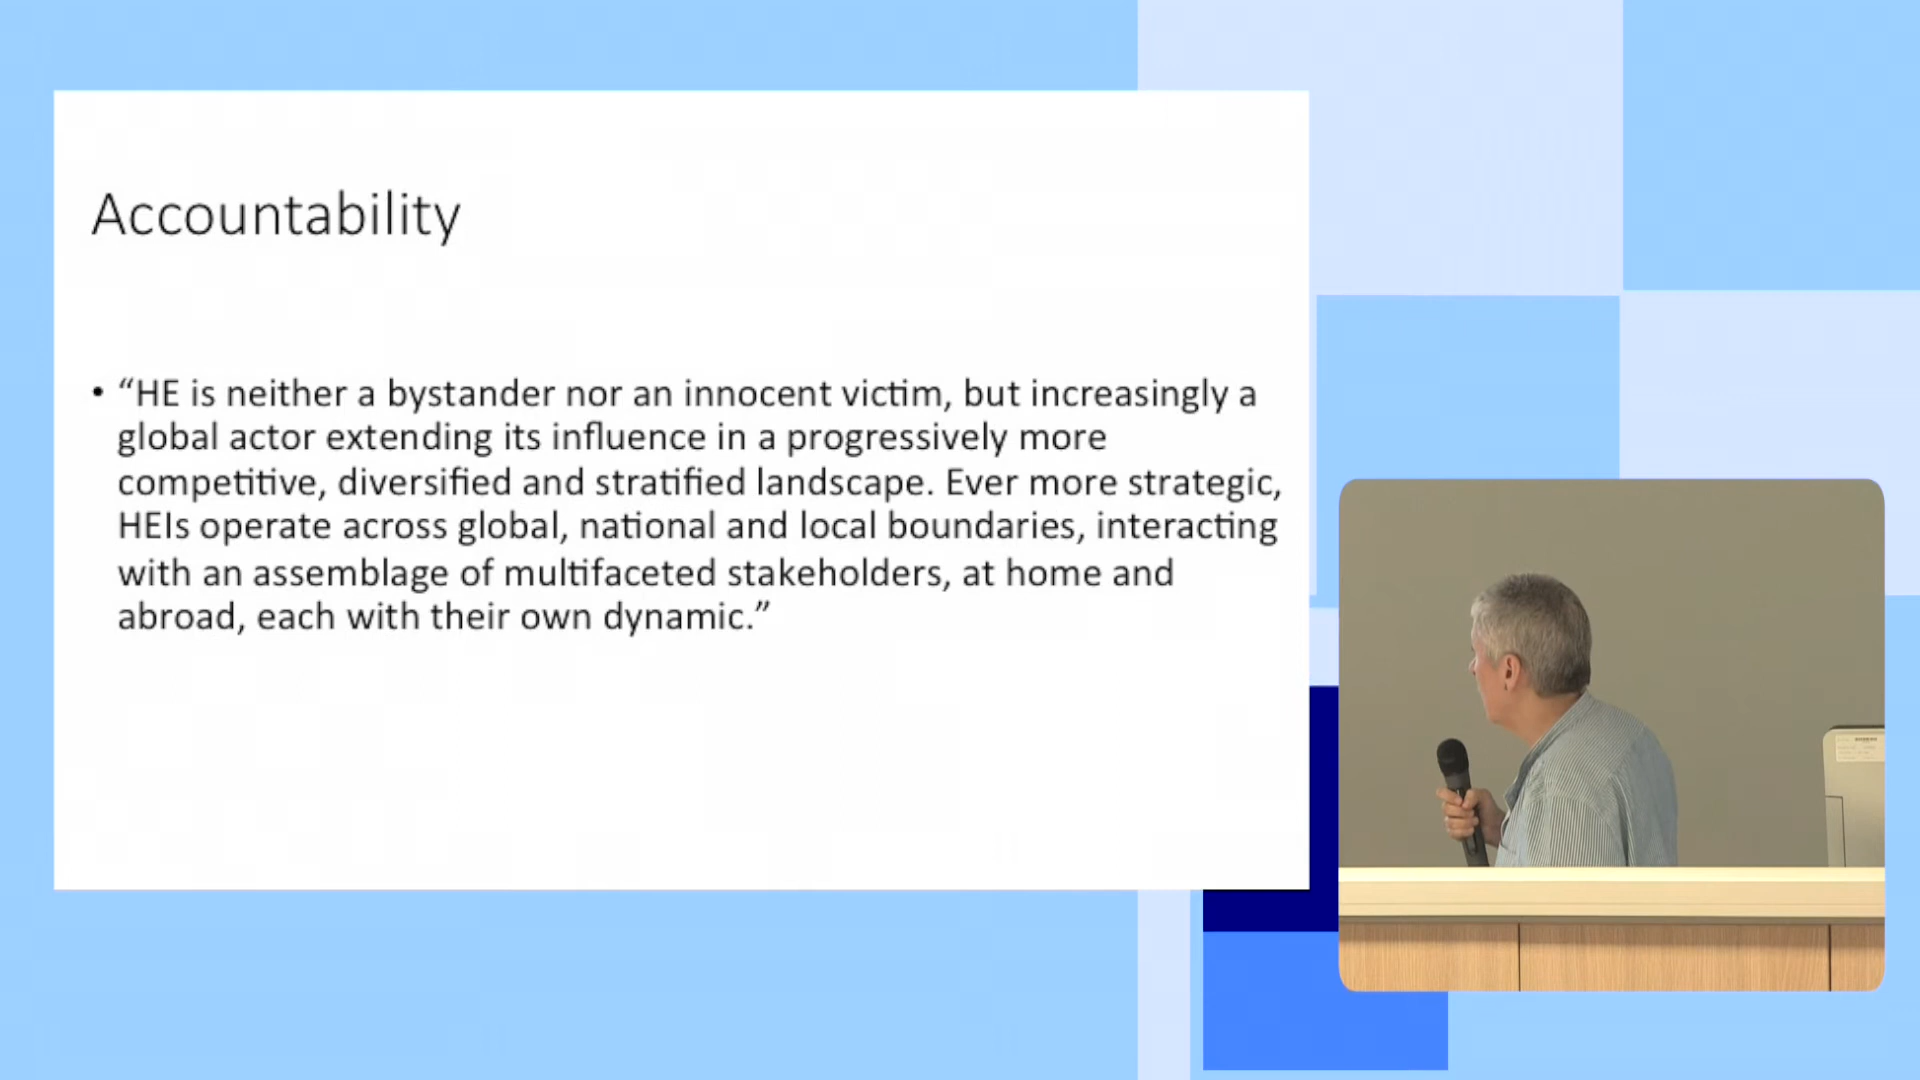 Accountability
• “HE is neither a bystander nor an innocent victim, but increasingly a
global actor extending its influence in a progressively more
competitive, diversified and stratified landscape. Ever more strategic,
HEIs operate across global, national and local boundaries, interacting
with an assemblage of multifaceted stakeholders, at home and
abroad, each with their own dynamic.”